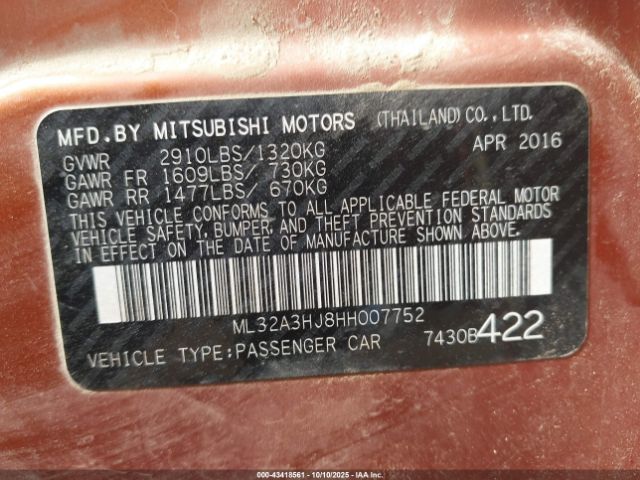 MFD.BY MITSUBISHI MOTORS (THAILAND)CO.,LTD.
GVWR 2910LBS/1320KG APR 2016
GAWR FR 1609LBS/ 730KG
GAWR RR 1477LBS/ 670KG
THIS VEHICLE CONFORMS TO ALL APPLICABLE FEDERAL MOTOR
VEHICLE SAFETY, BUMPER, AND THEFT PREVENTION STANDARDS
IN EFFECT ON THE DATE OF MANUFACTURE SHOWN ABOVE.
ML32A3HJ8HH007752
VEHICLE TYPE:PASSENGER CAR 7430B422
© 000-43418561 - 10/10/2025 - IAA Inc.